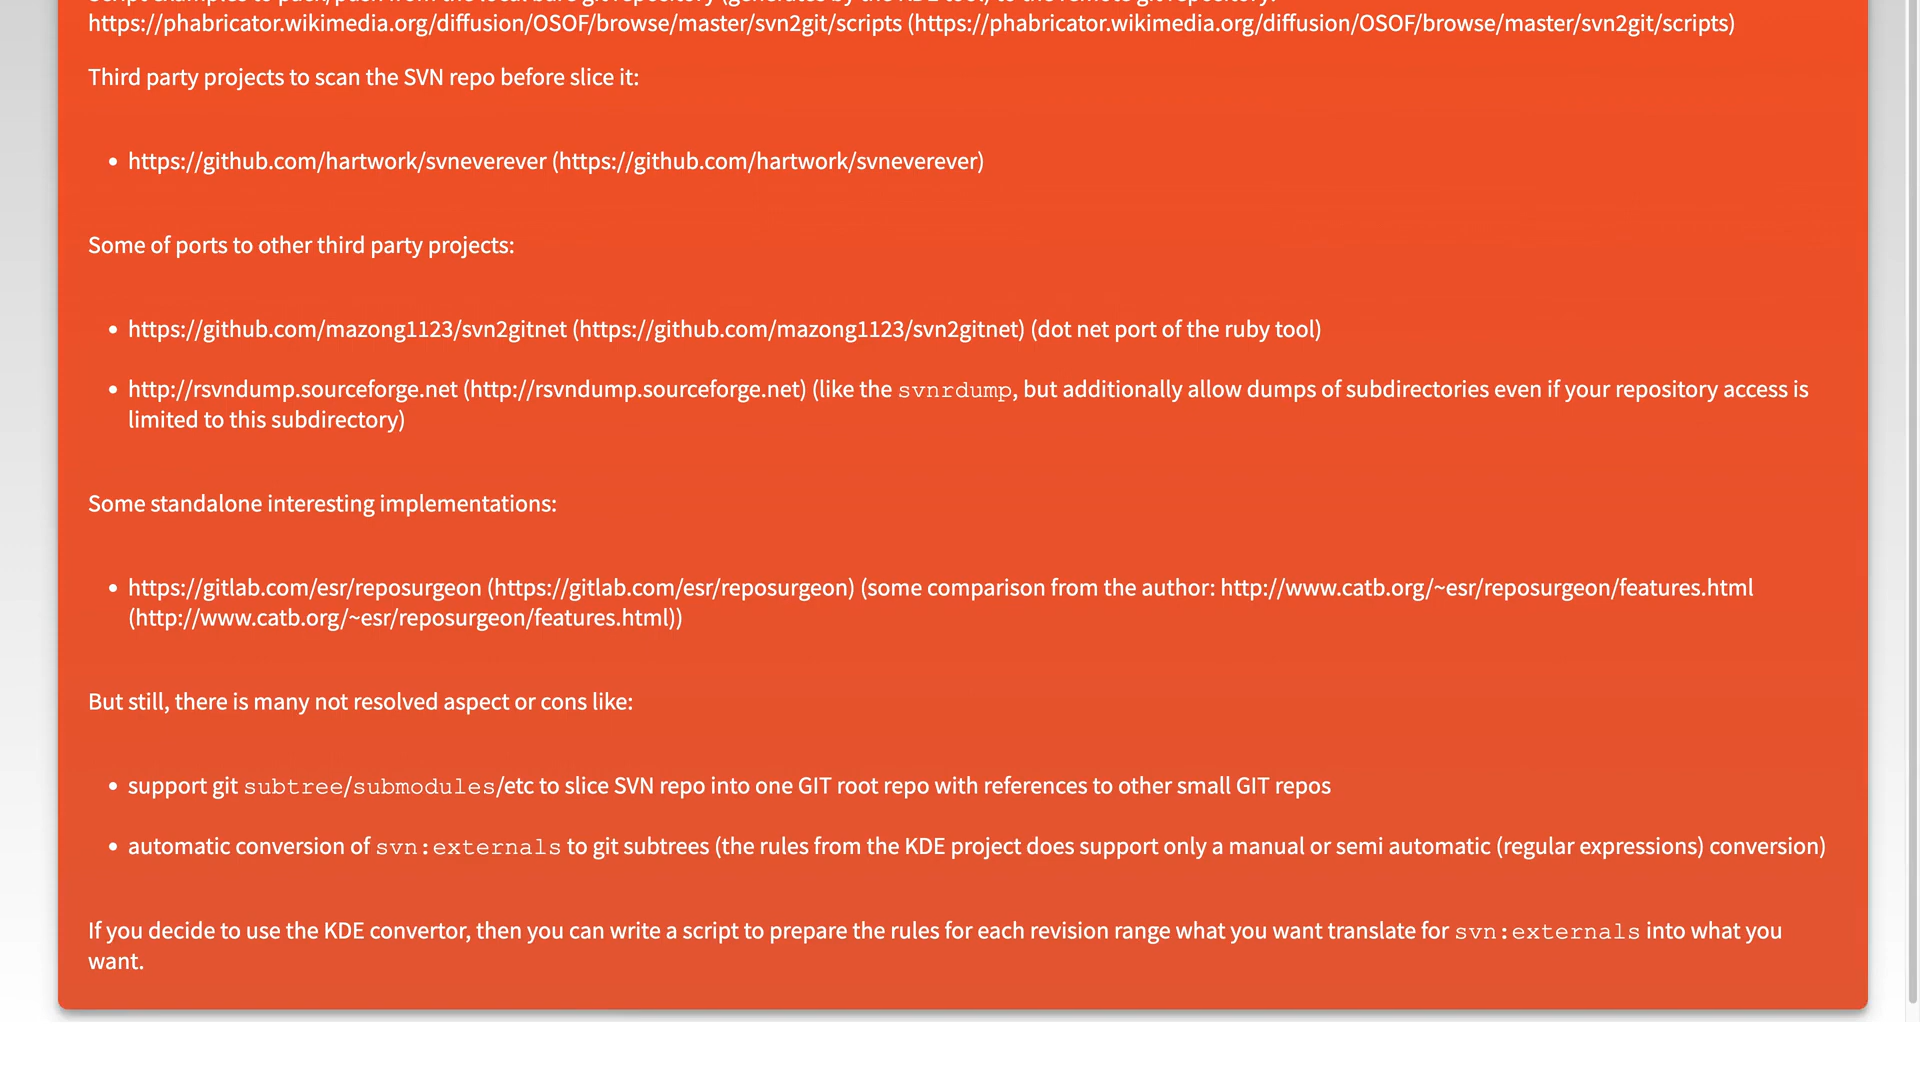 https://phabricator.wikimedia.org/diffusion/OSOF/browse/master/svn2git/scripts (https://phabricator.wikimedia.org/diffusion/OSOF/browse/master/svn2git/scripts)
Third party projects to scan the SVN repo before slice it:
• https://github.com/hartwork/svneverever (https://github.com/hartwork/svneverever)
Some of ports to other third party projects:
• https://github.com/mazong1123/svn2gitnet (https://github.com/mazong1123/svn2gitnet) (dot net port of the ruby tool)
• http://rsvndump.sourceforge.net (http://rsvndump.sourceforge.net) (like the svnrdump, but additionally allow dumps of subdirectories even if your repository access is
limited to this subdirectory)
Some standalone interesting implementations:
• https://gitlab.com/esr/reposurgeon (https://gitlab.com/esr/reposurgeon) (some comparison from the author: http://www.catb.org/~esr/reposurgeon/features.html
(http://www.catb.org/~esr/reposurgeon/features.html))
But still, there is many not resolved aspect or cons like:
• support git subtree/submodules/etc to slice SVN repo into one GIT root repo with references to other small GIT repos
• automatic conversion of svn:externals to git subtrees (the rules from the KDE project does support only a manual or semi automatic (regular expressions) conversion)
If you decide to use the KDE convertor, then you can write a script to prepare the rules for each revision range what you want translate for svn:externals into what you
want.